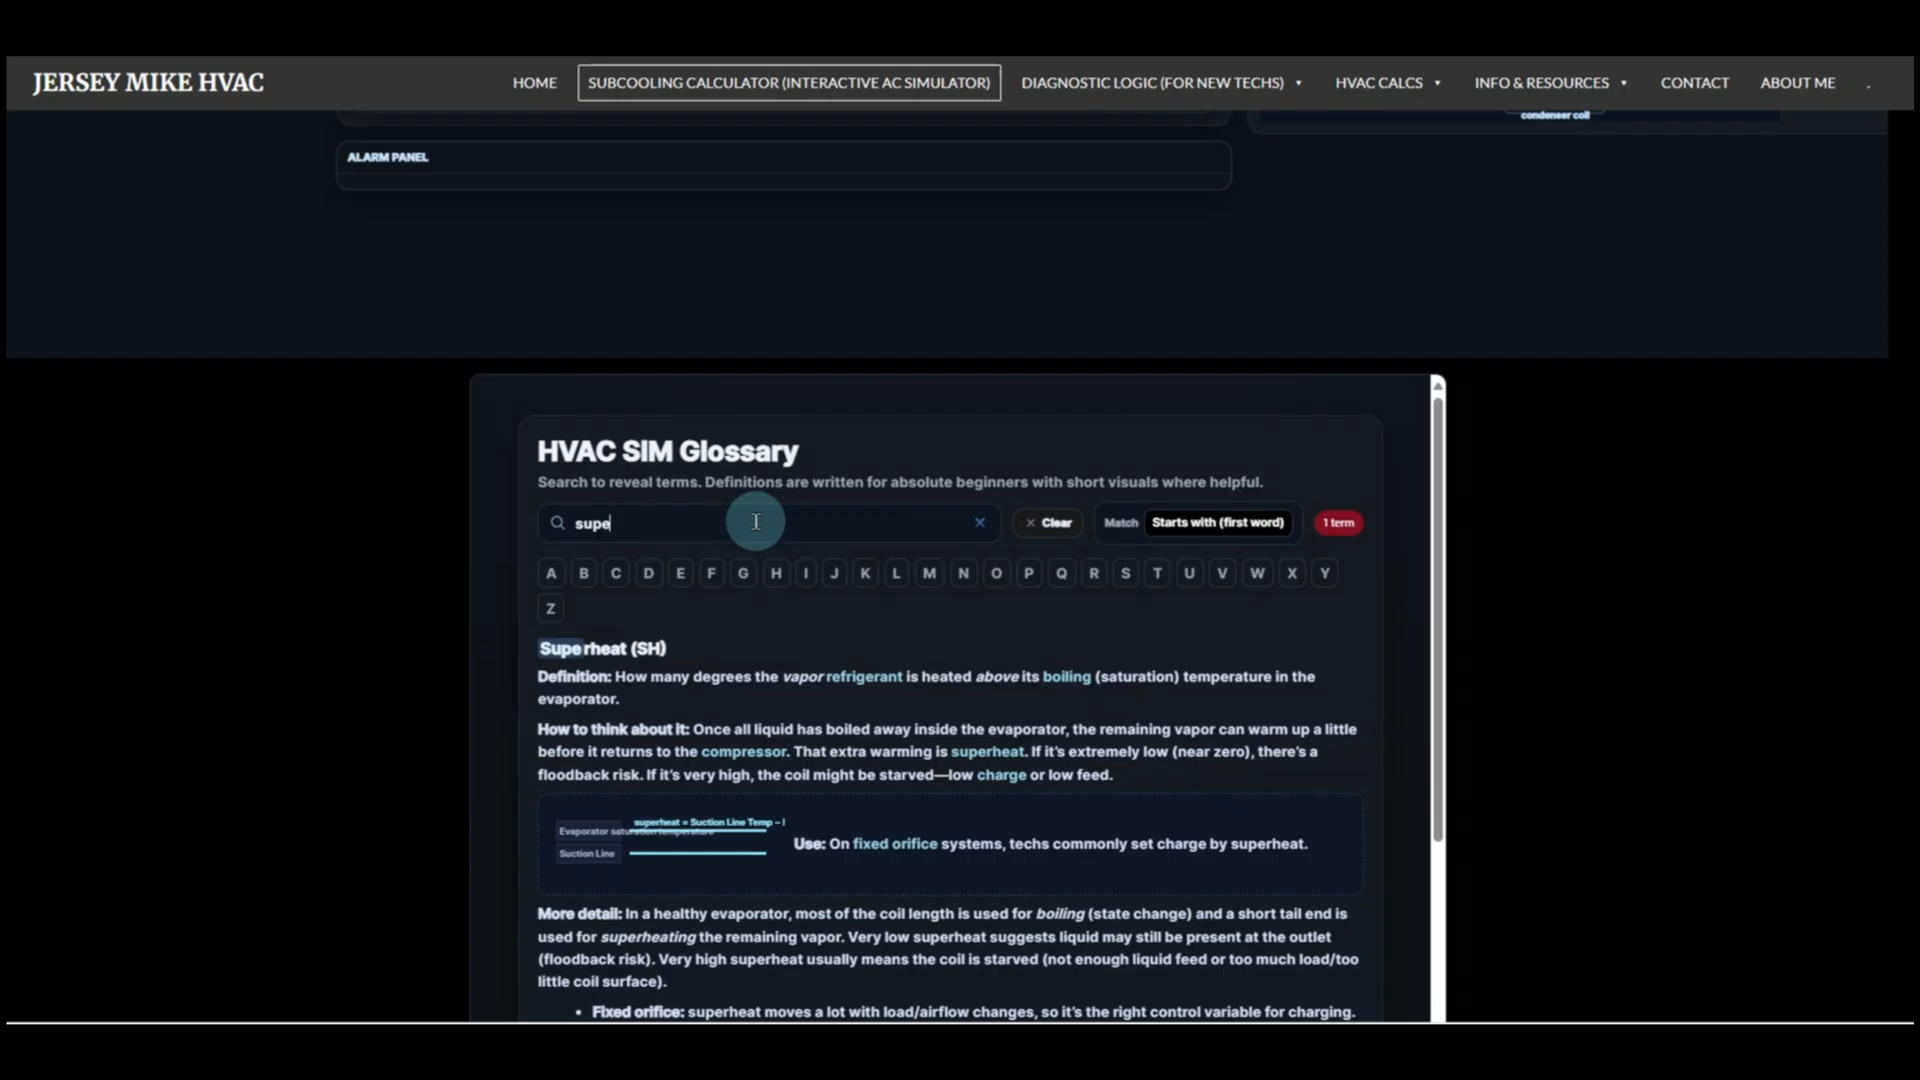 JERSEY MIKE HVAC
HOME
SUBCOOLING CALCULATOR (INTERACTIVE AC SIMULATOR)
DIAGNOSTIC LOGIC (FOR NEW TECHS)
HVAC CALCS
INFO & RESOURCES
CONTACT
ABOUT ME
.
condenser coil
ALARM PANEL
HVAC SIM Glossary
Search to reveal terms. Definitions are written for absolute beginners with short visuals where helpful.
supe
× Clear
Match
Starts with (first word)
1 term
A B C D E F G H I J K L M N O P Q R S T U V W X Y
Z
Superheat (SH)
Definition: How many degrees the vapor refrigerant is heated above its boiling (saturation) temperature in the
evaporator.
How to think about it: Once all liquid has boiled away inside the evaporator, the remaining vapor can warm up a little
before it returns to the compressor. That extra warming is superheat. If it's extremely low (near zero), there's a
floodback risk. If it's very high, the coil might be starved—low charge or low feed.
superheat = Suction Line Temp –
Evaporator saturation temperature
Suction Line
Use: On fixed orifice systems, techs commonly set charge by superheat.
More detail: In a healthy evaporator, most of the coil length is used for boiling (state change) and a short tail end is
used for superheating the remaining vapor. Very low superheat suggests liquid may still be present at the outlet
(floodback risk). Very high superheat usually means the coil is starved (not enough liquid feed or too much load/too
little coil surface).
• Fixed orifice: superheat moves a lot with load/airflow changes, so it's the right control variable for charging.